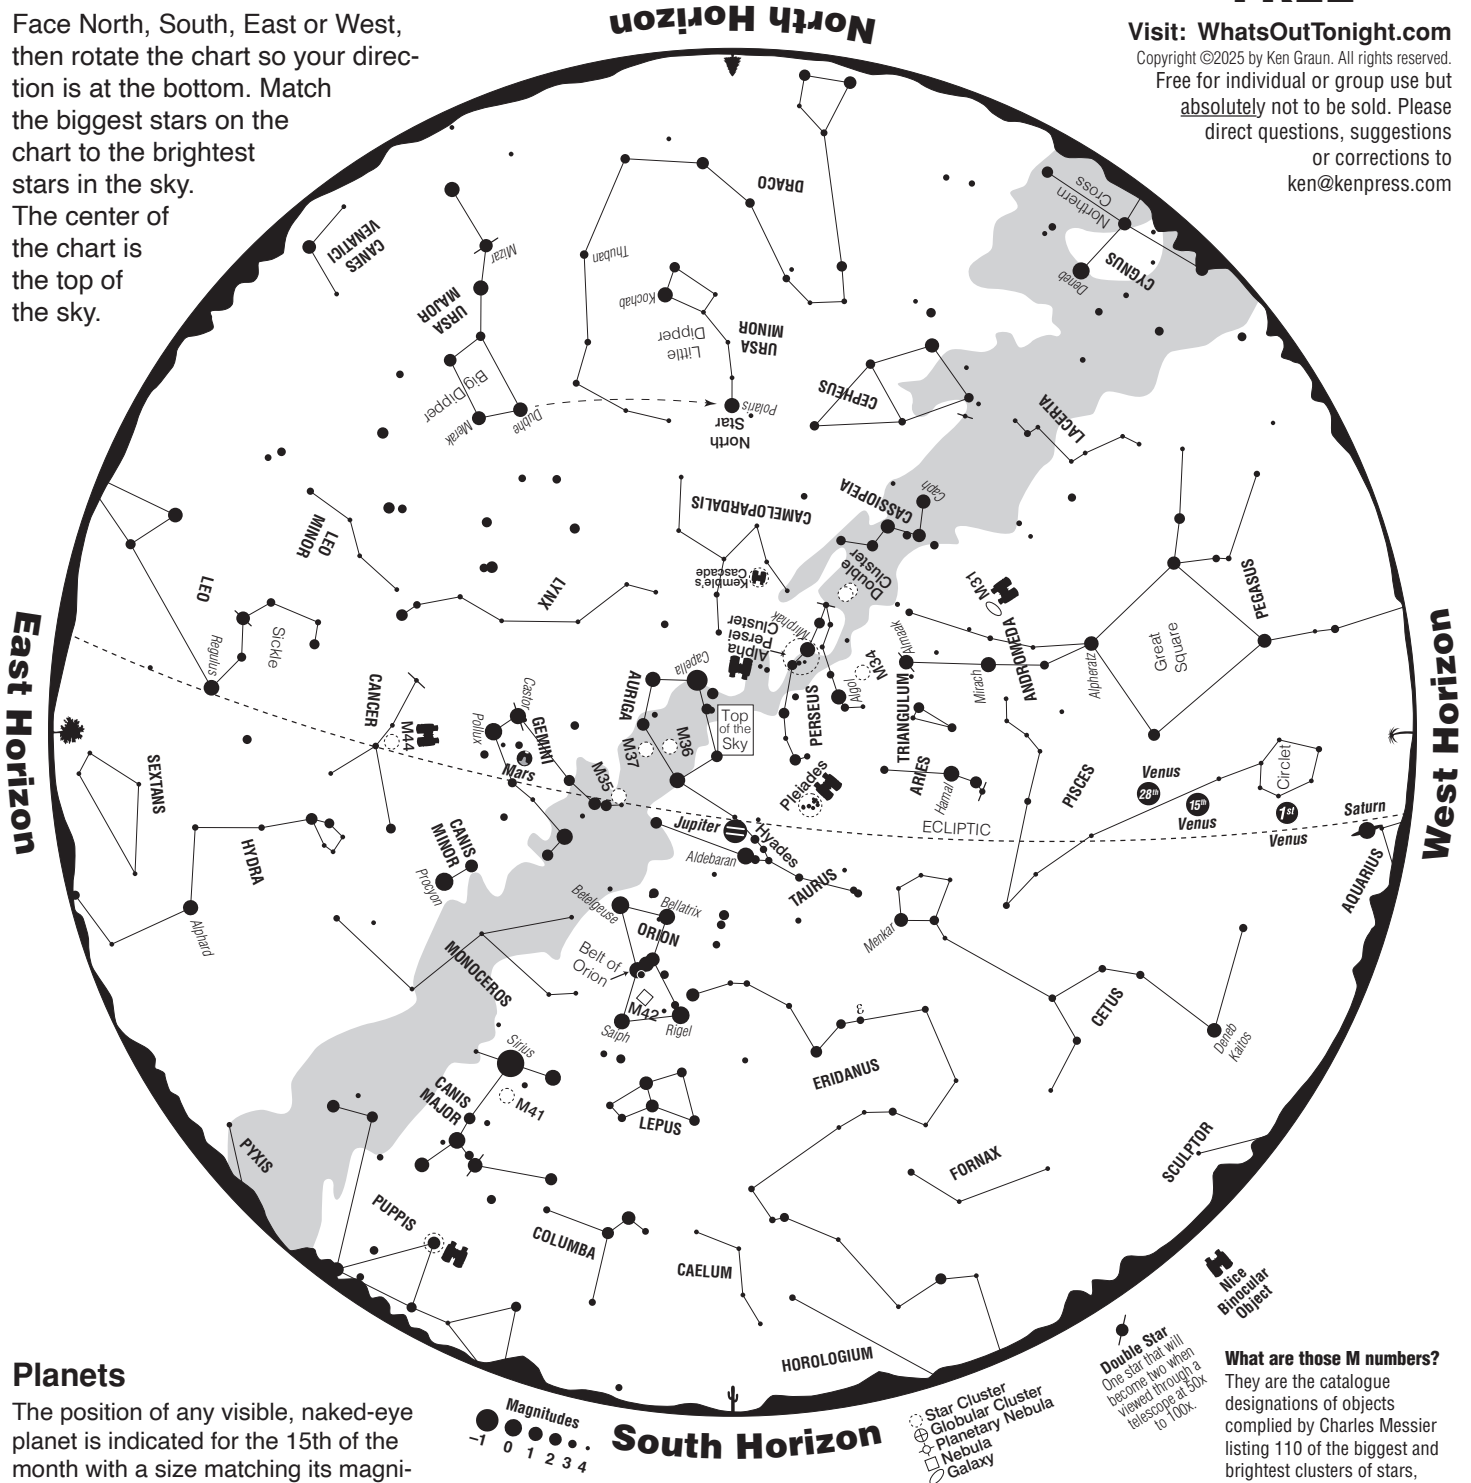 Face North, South, East or West,
then rotate the chart so your direc-
tion is at the bottom. Match
the biggest stars on the
chart to the brightest
stars in the sky.
The center of
the chart is
the top of
the sky.
Visit: WhatsOutTonight.com
Copyright ©2025 by Ken Graun. All rights reserved.
Free for individual or group use but
absolutely not to be sold. Please
direct questions, suggestions
or corrections to
ken@kenpress.com
North Horizon
DRACO
Northern
Cross
CYGNUS
Deneb
CANES
VENATICI
Mizar
Thuban
URSA
MAJOR
Kochab
Little
Dipper
URSA
MINOR
Big Dipper
Merak
Dubhe
Polaris
North
Star
CEPHEUS
LACERTA
CAMELOPARDALIS
CASSIOPEIA
Caph
Double
Cluster
Kemble's
Cascade
LEO
MINOR
LYNX
LEO
Sickle
Regulus
M31
ANDROMEDA
PEGASUS
Great
Square
Alpheratz
Mirach
Almaak
Mirphak
Alpha
Persei
Cluster
M34
Algol
PERSEUS
TRIANGULUM
Capella
AURIGA
M37
M36
Top
of the
Sky
CANCER
M44
Castor
Pollux
GEMINI
Mars
M35
East Horizon
West Horizon
SEXTANS
HYDRA
Alphard
CANIS
MINOR
Procyon
Jupiter
Hyades
Aldebaran
TAURUS
Pleiades
ARIES
Hamal
ECLIPTIC
PISCES
Venus
28th
15th
Venus
1st
Venus
Circlet
Saturn
AQUARIUS
Betelgeuse
Bellatrix
ORION
Belt of
Orion
M42
Saiph
Rigel
MONOCEROS
Menkar
CETUS
Deneb
Kaitos
ε
ERIDANUS
Sirius
CANIS
MAJOR
M41
LEPUS
PYXIS
PUPPIS
COLUMBA
CAELUM
FORNAX
SCULPTOR
HOROLOGIUM
South Horizon
Planets
The position of any visible, naked-eye
planet is indicated for the 15th of the
month with a size matching its magni-
Magnitudes
–1 0 1 2 3 4
Star Cluster
Globular Cluster
Planetary Nebula
Nebula
Galaxy
Double Star
One star that will
become two when
viewed through a
telescope at 50x
to 100x.
Nice
Binocular
Object
What are those M numbers?
They are the catalogue
designations of objects
complied by Charles Messier
listing 110 of the biggest and
brightest clusters of stars,